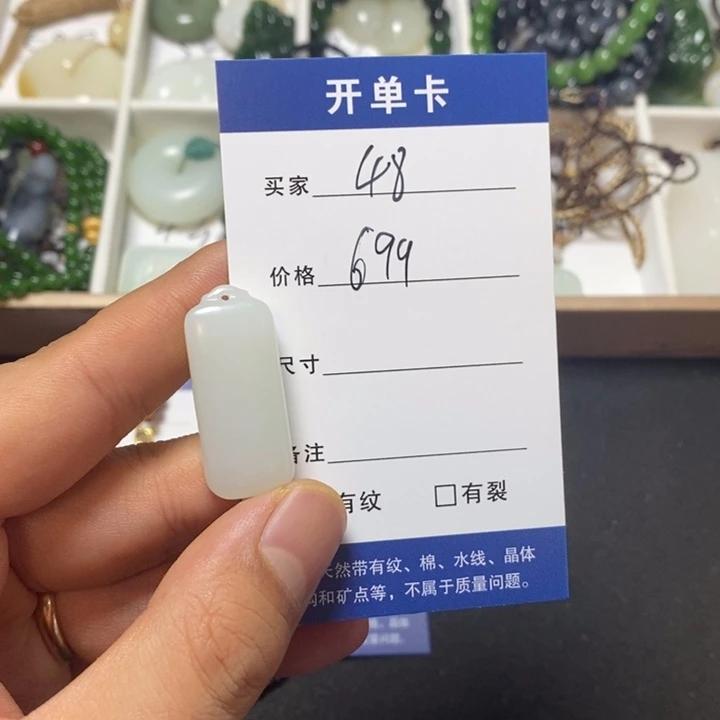 开单卡
买家 48
价格 699
尺寸
备注
有纹 □有裂
天然带有纹、棉、水线、晶体
和矿点等，不属于质量问题。